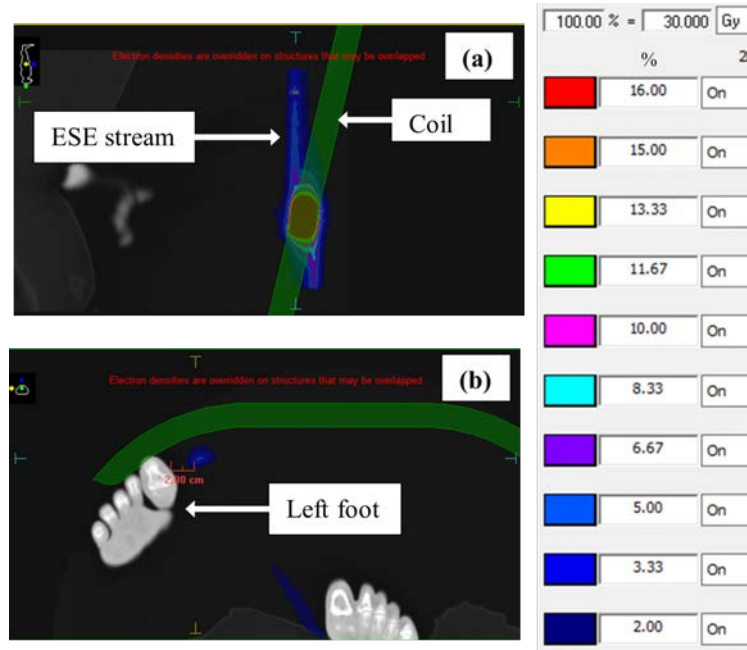 Electron densities are overridden on structures that may be overlapped
(a)
ESE stream
Coil
Electron densities are overridden on structures that may be overlapped
(b)
2.00 cm
Left foot
100.00 % = 30.000 Gy
% 2
16.00 On
15.00 On
13.33 On
11.67 On
10.00 On
8.33 On
6.67 On
5.00 On
3.33 On
2.00 On